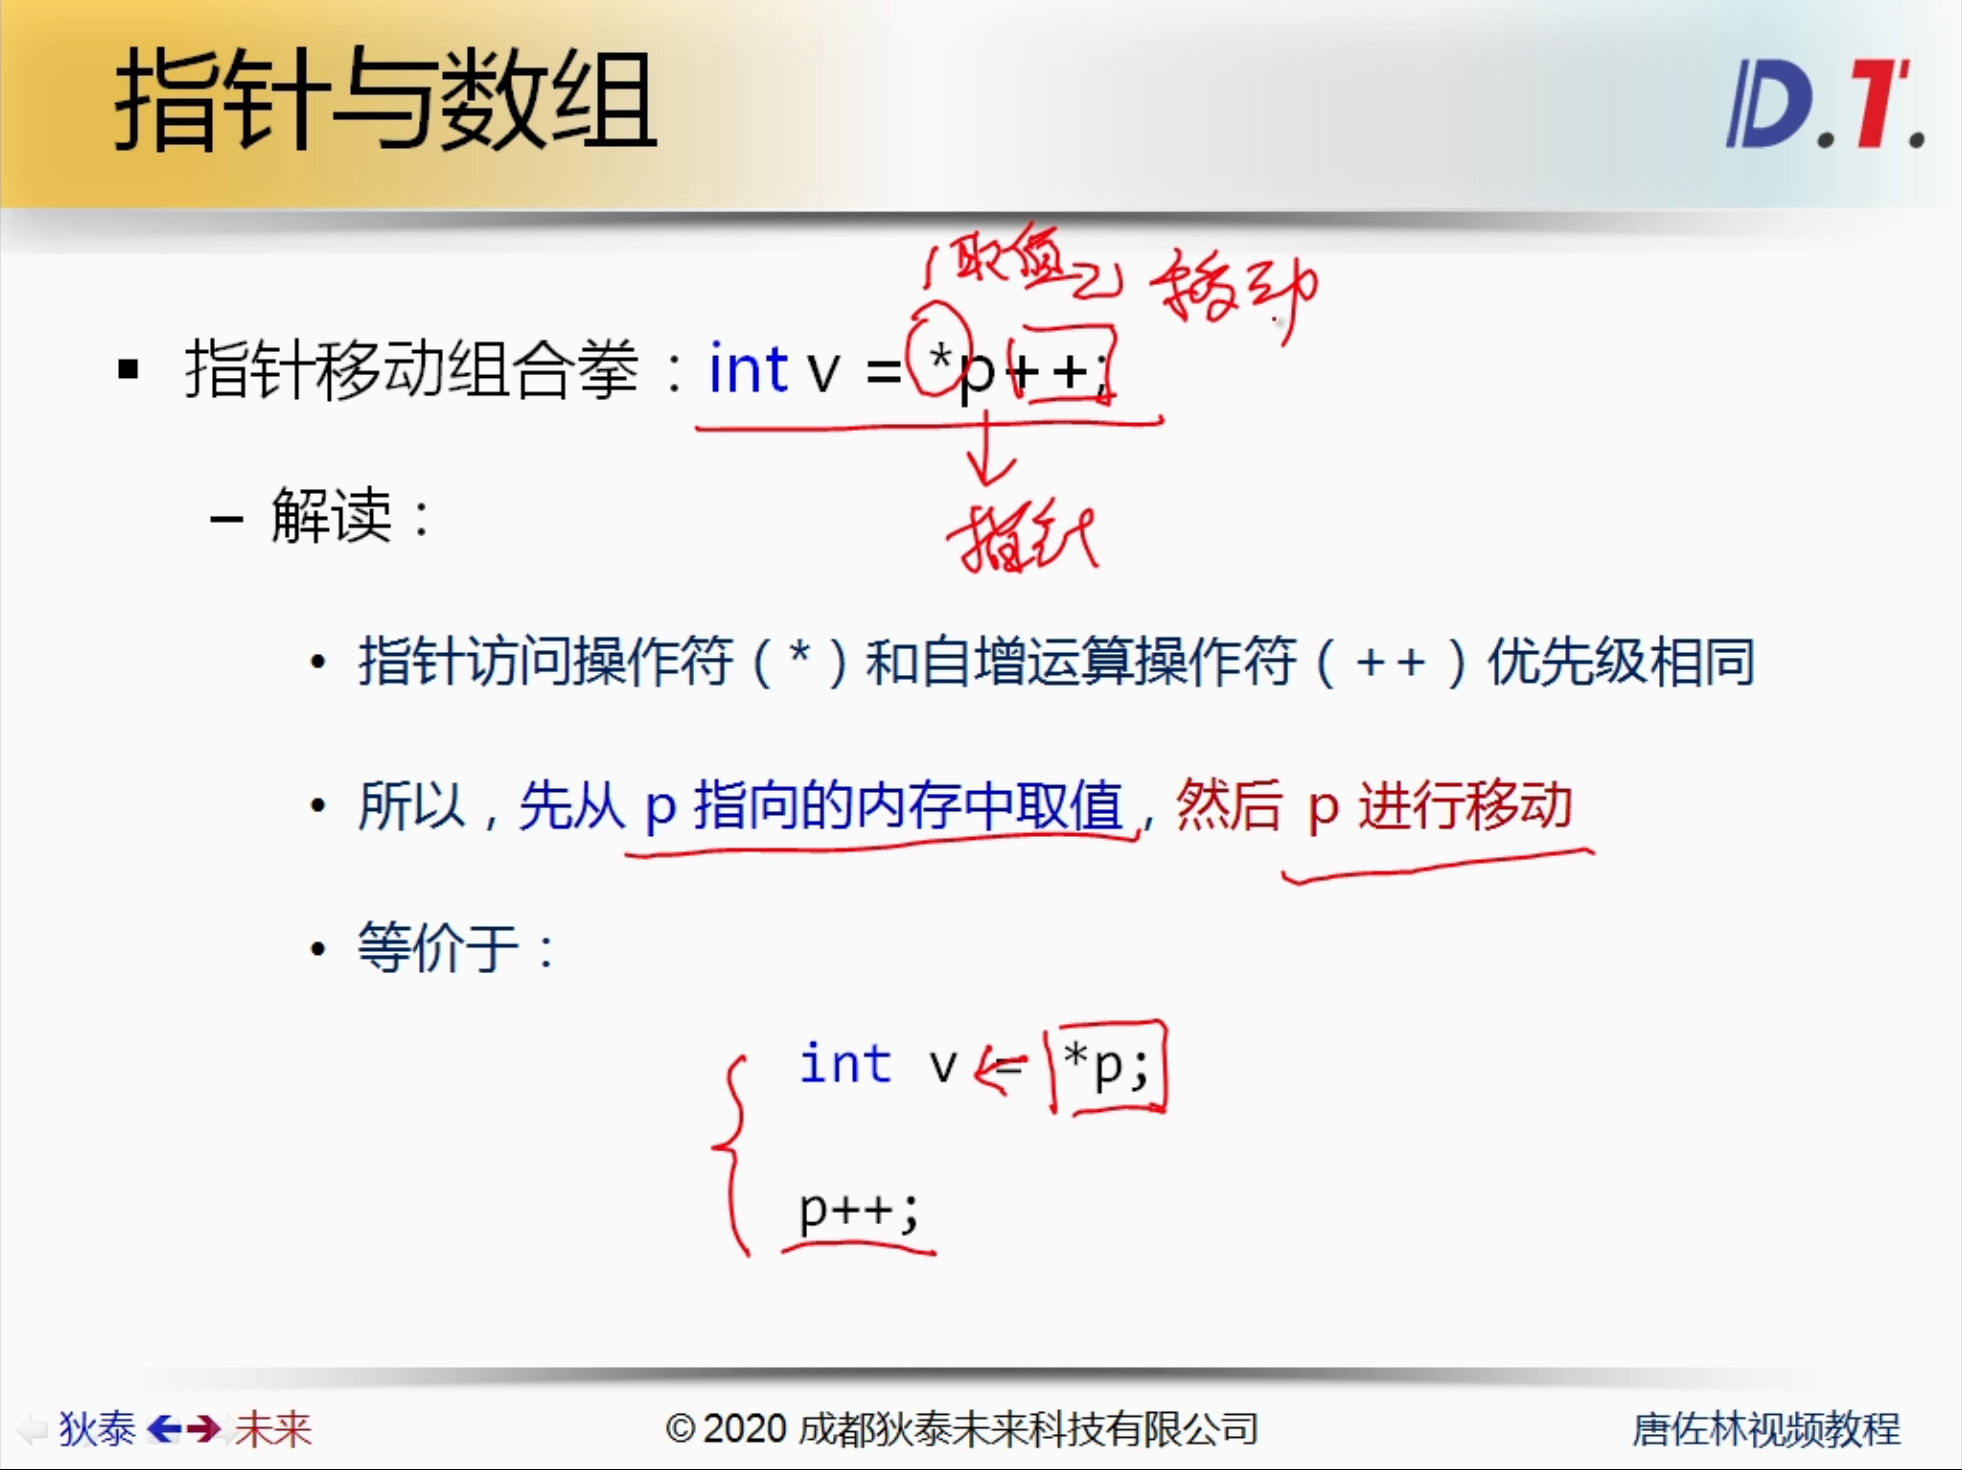 指针与数组
D.T.
1取值 2 移动
▪ 指针移动组合拳：int v = *p++;
指针
– 解读：
• 指针访问操作符（*）和自增运算操作符（++）优先级相同
• 所以，先从 p 指向的内存中取值，然后 p 进行移动
• 等价于：
int v = *p;
p++;
狄泰 未来
© 2020 成都狄泰未来科技有限公司
唐佐林视频教程